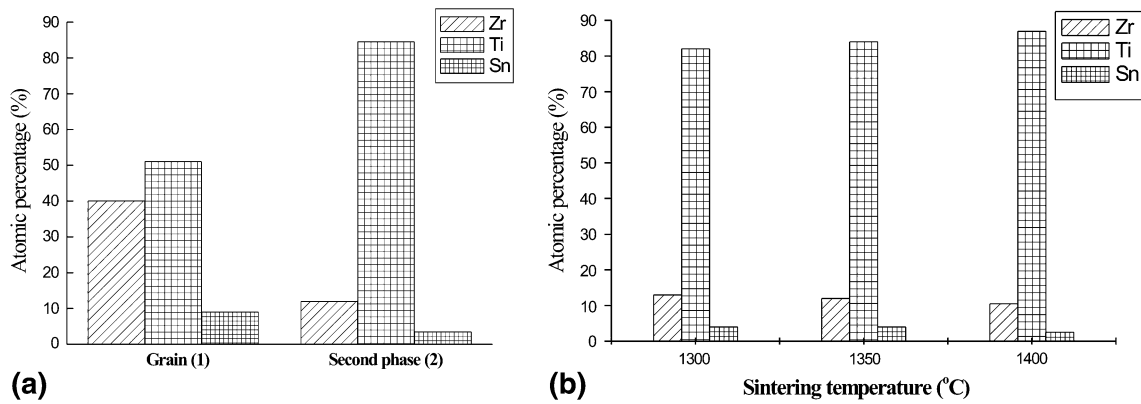 90
80
70
60
50
40
30
20
10
0
Atomic percentage (%)
Zr
Ti
Sn
Grain (1)
Second phase (2)
(a)
90
80
70
60
50
40
30
20
10
0
Atomic percentage (%)
Zr
Ti
Sn
1300
1350
1400
Sintering temperature (°C)
(b)